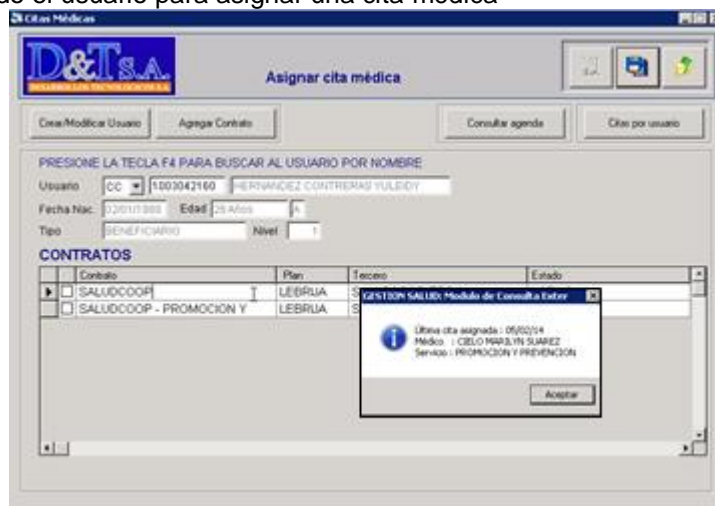 do el usuario para asignar una cita médica
Citas Médicas
D&T S.A.
Asignar cita médica
Crear/Modificar Usuario
Agregar Contrato
Consultar agenda
Citas por usuario
PRESIONE LA TECLA F4 PARA BUSCAR AL USUARIO POR NOMBRE
Usuario CC 1003042160 HERNANDEZ CONTRERAS YULEIDY
Fecha Nac. Edad 26 Años A
Tipo BENEFICIARIO Nivel 1
CONTRATOS
Contrato Plan Tercero Estado
SALUDCOOP LEBRIJA
SALUDCOOP - PROMOCION Y LEBRIJA
GESTION SALUD: Modulo de Consulta Exter
Última cita asignada : 05/02/14
Médico : CIELO MARILYN SUAREZ
Servicio : PROMOCION Y PREVENCION
Aceptar